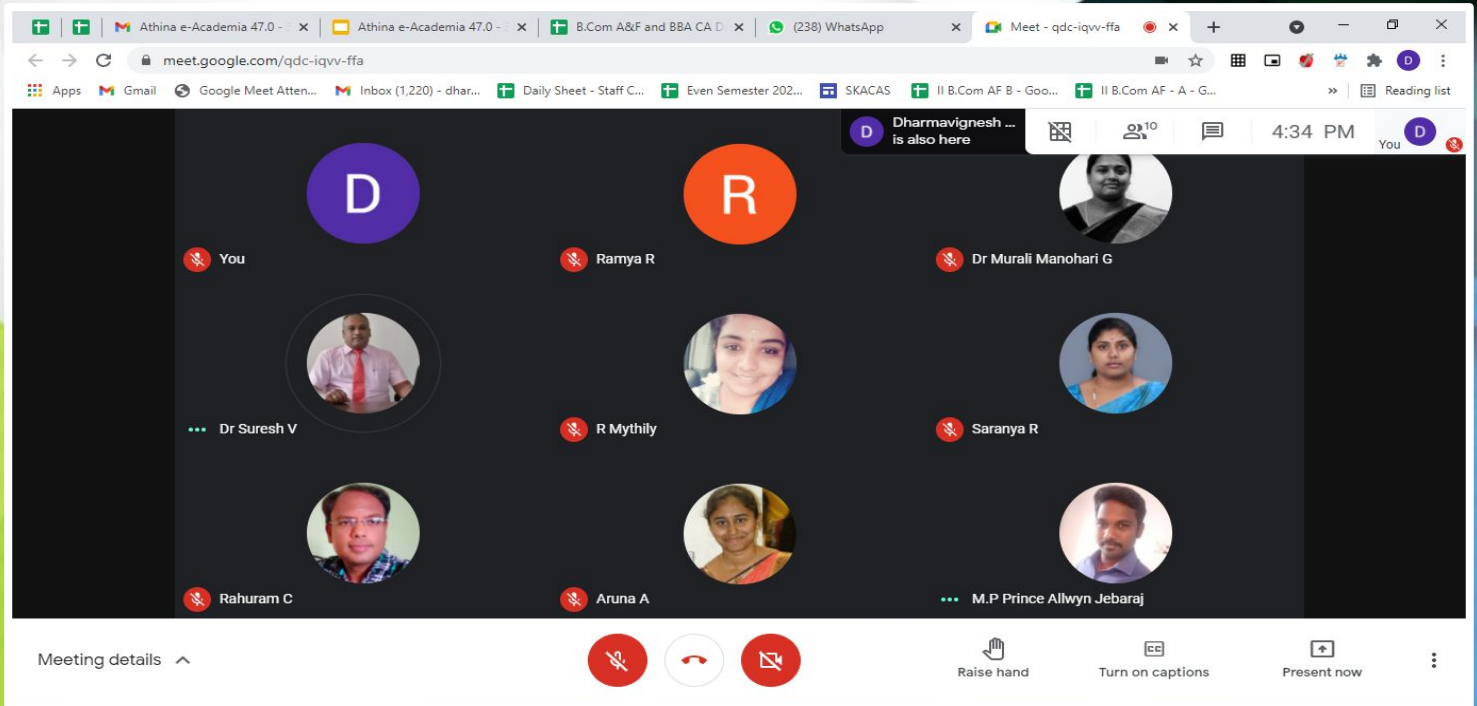 Athina e-Academia 47.0 -
Athina e-Academia 47.0 -
B.Com A&F and BBA CA D
(238) WhatsApp
Meet - qdc-iqvv-ffa
meet.google.com/qdc-iqvv-ffa
D
Apps
Gmail
Google Meet Atten...
Inbox (1,220) - dhar...
Daily Sheet - Staff C...
Even Semester 202...
SKACAS
II B.Com AF B - Goo...
II B.Com AF - A - G...
»
Reading list
D
Dharmavignesh ...
is also here
10
4:34 PM
You
D
D
R
You
Ramya R
Dr Murali Manohari G
Dr Suresh V
R Mythily
Saranya R
Rahuram C
Aruna A
M.P Prince Allwyn Jebaraj
Meeting details
Raise hand
CC
Turn on captions
Present now